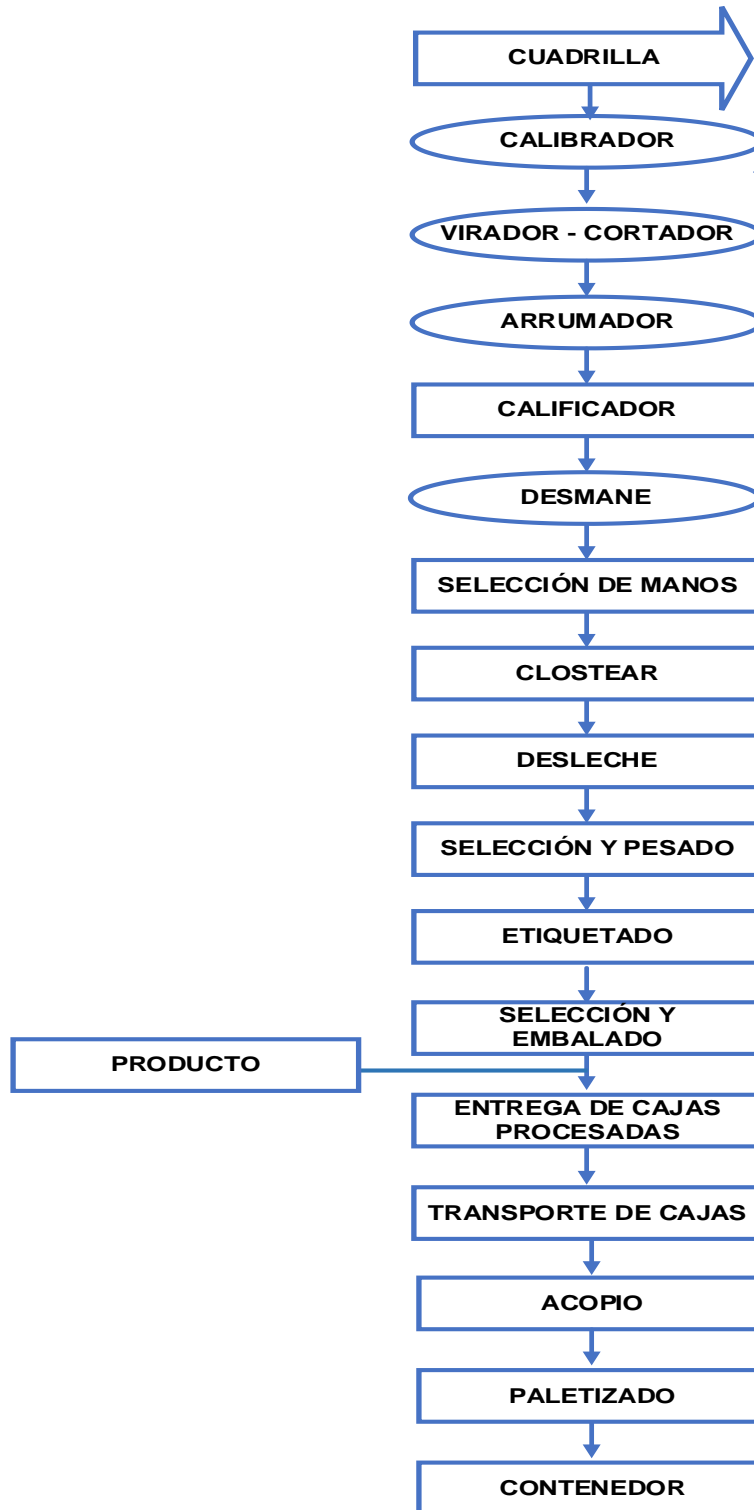 CUADRILLA
CALIBRADOR
VIRADOR - CORTADOR
ARRUMADOR
CALIFICADOR
DESMANE
SELECCIÓN DE MANOS
CLOSTEAR
DESLECHE
SELECCIÓN Y PESADO
ETIQUETADO
SELECCIÓN Y
EMBALADO
PRODUCTO
ENTREGA DE CAJAS
PROCESADAS
TRANSPORTE DE CAJAS
ACOPIO
PALETIZADO
CONTENEDOR